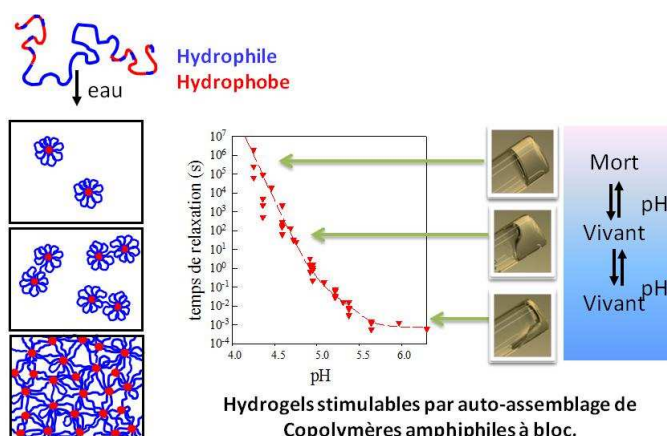 Hydrophile
Hydrophobe
eau
temps de relaxation (s)
10^7
10^6
10^5
10^4
10^3
10^2
10^1
10^0
10^-1
10^-2
10^-3
10^-4
4.0 4.5 5.0 5.5 6.0
pH
Mort
pH
Vivant
pH
Vivant
Hydrogels stimulables par auto-assemblage de
Copolymères amphiphiles à bloc.